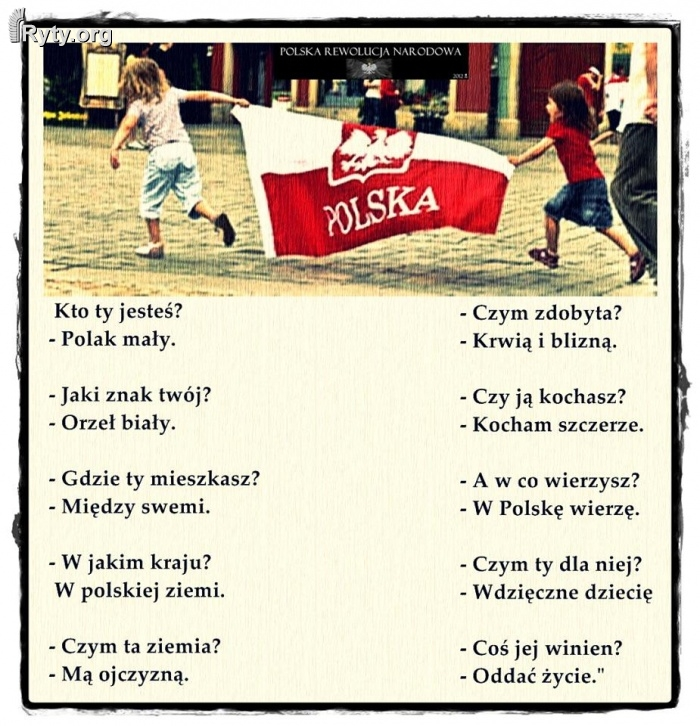 Ryty.org
POLSKA REWOLUCJA NARODOWA
2012 R
POLSKA
Kto ty jesteś?
- Polak mały.
- Jaki znak twój?
- Orzeł biały.
- Gdzie ty mieszkasz?
- Między swemi.
- W jakim kraju?
W polskiej ziemi.
- Czym ta ziemia?
- Mą ojczyzną.
- Czym zdobyta?
- Krwią i blizną.
- Czy ją kochasz?
- Kocham szczerze.
- A w co wierzysz?
- W Polskę wierzę.
- Czym ty dla niej?
- Wdzięczne dziecię
- Coś jej winien?
- Oddać życie."